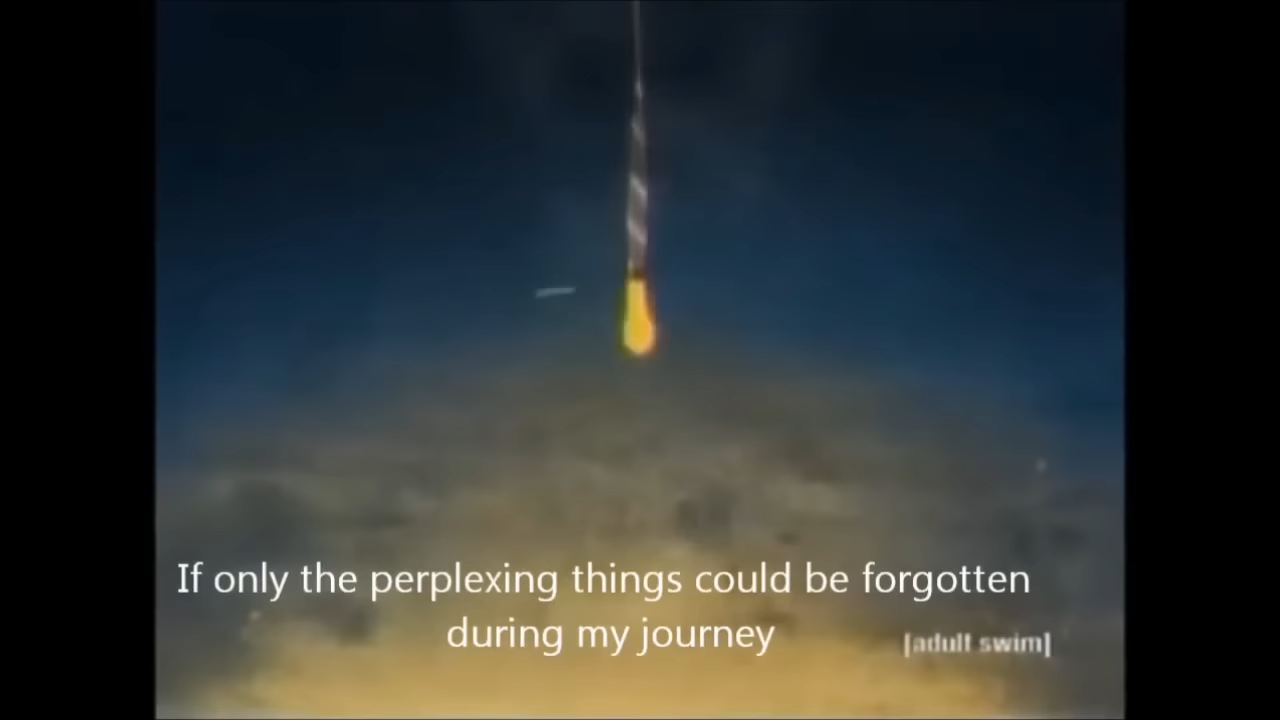 If only the perplexing things could be forgotten
during my journey
[adult swim]